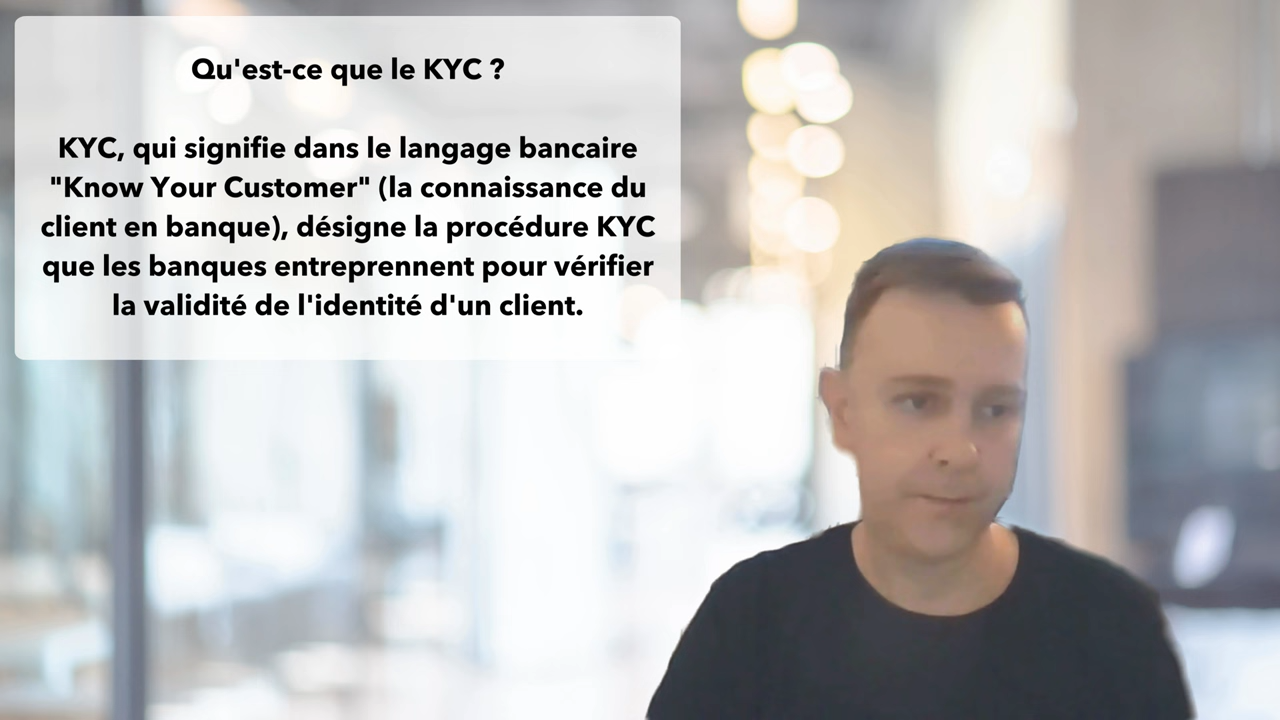 Qu'est-ce que le KYC ?
KYC, qui signifie dans le langage bancaire
"Know Your Customer" (la connaissance du
client en banque), désigne la procédure KYC
que les banques entreprennent pour vérifier
la validité de l'identité d'un client.